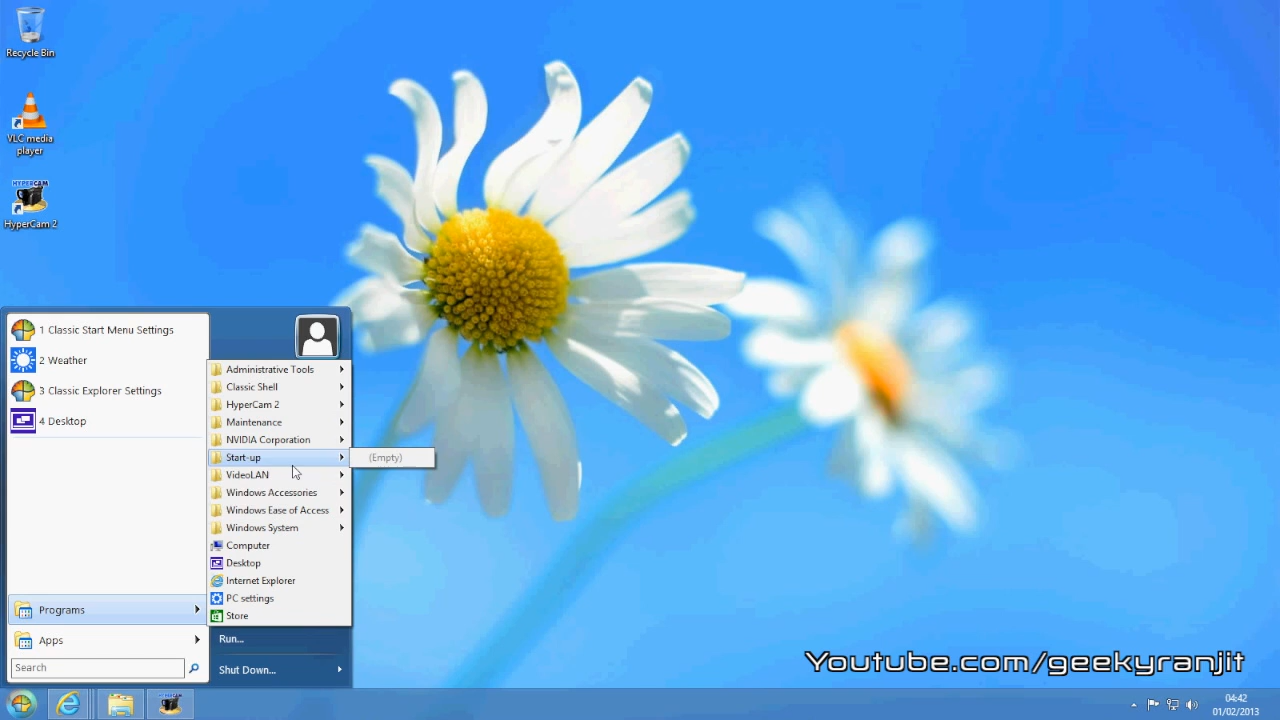 Recycle Bin
VLC media
player
HYPERCAM
HyperCam 2
1 Classic Start Menu Settings
2 Weather
3 Classic Explorer Settings
4 Desktop
Programs
Apps
Search
Administrative Tools
Classic Shell
HyperCam 2
Maintenance
NVIDIA Corporation
Start-up
(Empty)
VideoLAN
Windows Accessories
Windows Ease of Access
Windows System
Computer
Desktop
Internet Explorer
PC settings
Store
Run...
Shut Down...
Youtube.com/geekyranjit
HYPERCAM
04:42
01/02/2013